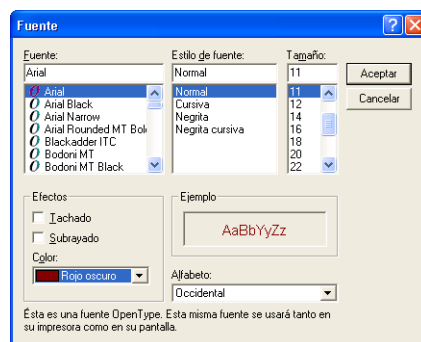 Fuente
Fuente:
Arial
Arial
Arial Black
Arial Narrow
Arial Rounded MT Bol
Blackadder ITC
Bodoni MT
Bodoni MT Black
Estilo de fuente:
Normal
Normal
Cursiva
Negrita
Negrita cursiva
Tamaño:
11
11
12
14
16
18
20
22
Aceptar
Cancelar
Efectos
Tachado
Subrayado
Color:
Rojo oscuro
Ejemplo
AaBbYyZz
Alfabeto:
Occidental
Ésta es una fuente OpenType. Esta misma fuente se usará tanto en
su impresora como en su pantalla.